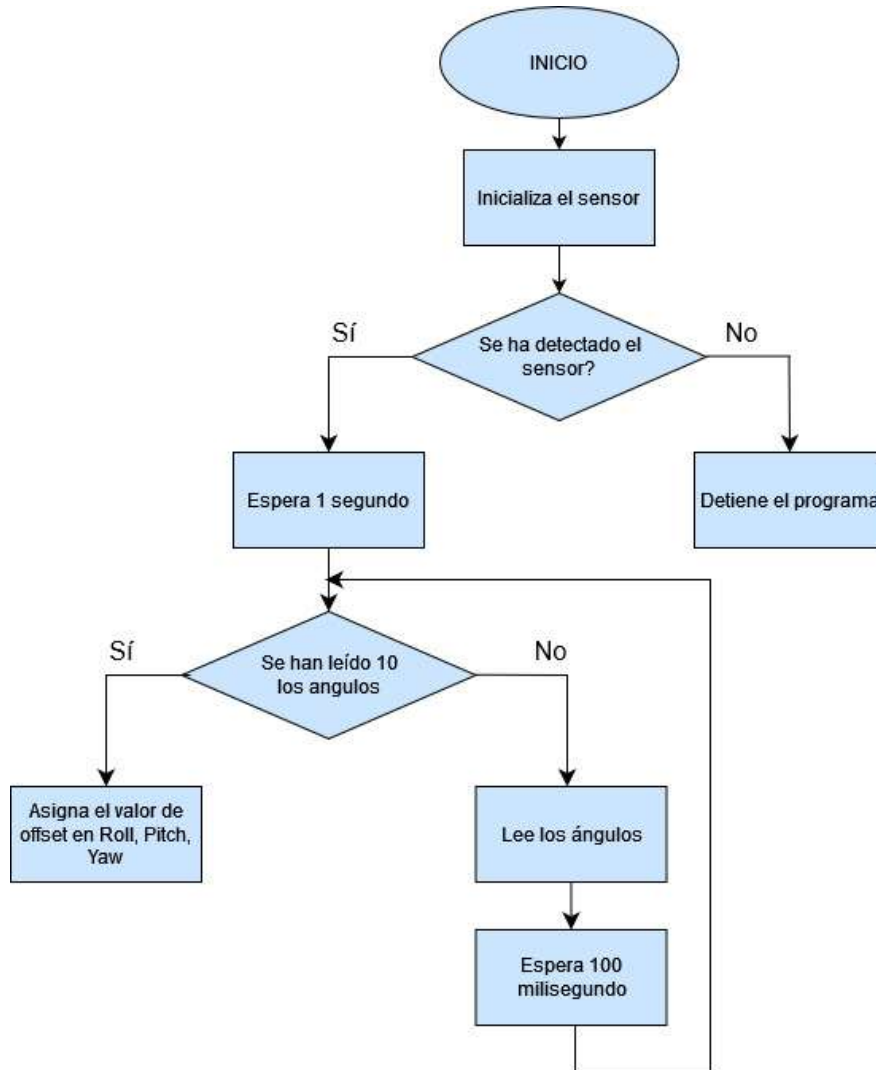 INICIO
Inicializa el sensor
Se ha detectado el
sensor?
Sí
No
Espera 1 segundo
Detiene el programa
Se han leído 10
los angulos
Sí
No
Asigna el valor de
offset en Roll, Pitch,
Yaw
Lee los ángulos
Espera 100
milisegundo